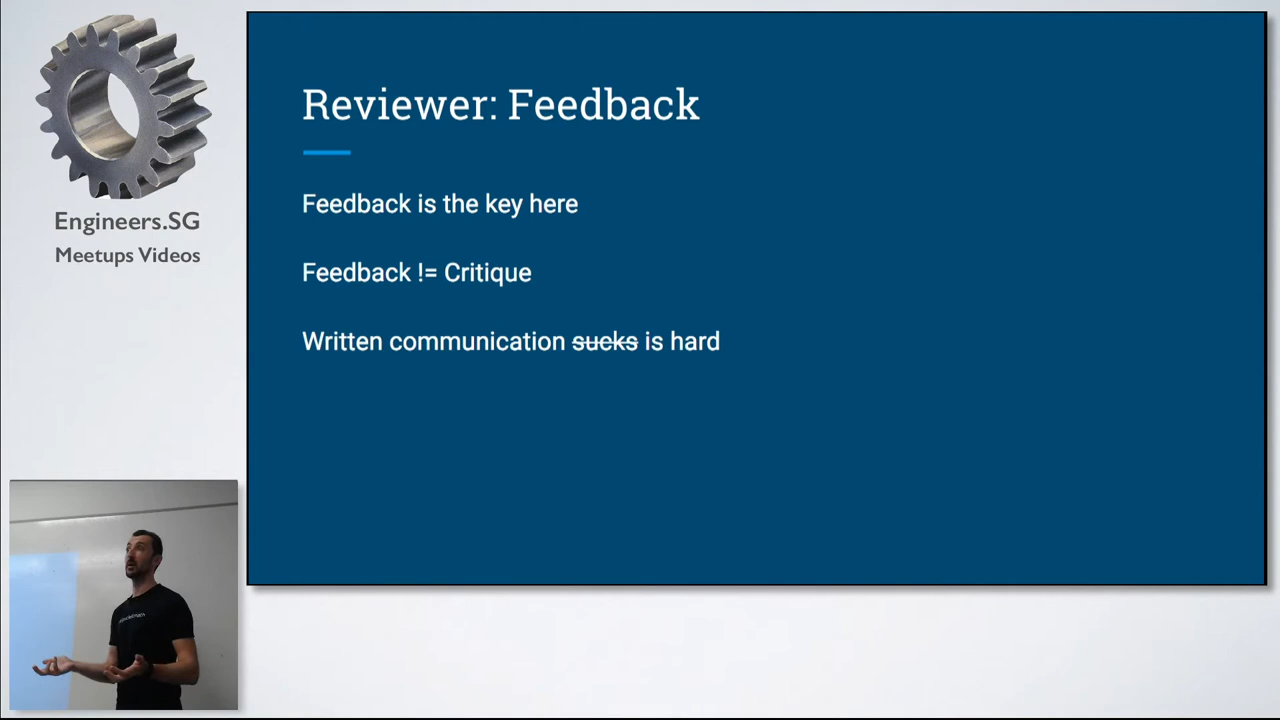 Engineers.SG
Meetups Videos
Reviewer: Feedback
Feedback is the key here
Feedback != Critique
Written communication sucks is hard